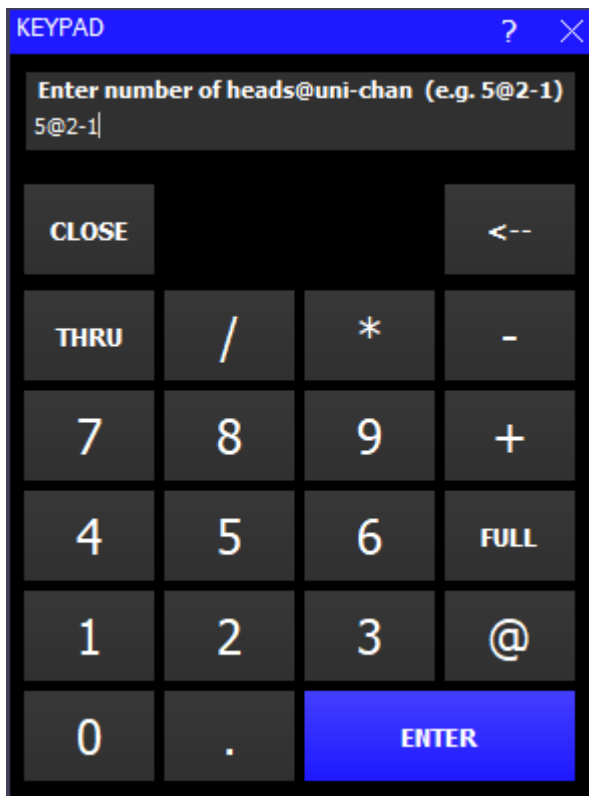 KEYPAD ? ×
Enter number of heads@uni-chan (e.g. 5@2-1)
5@2-1
CLOSE <--
THRU / * -
7 8 9 +
4 5 6 FULL
1 2 3 @
0 . ENTER